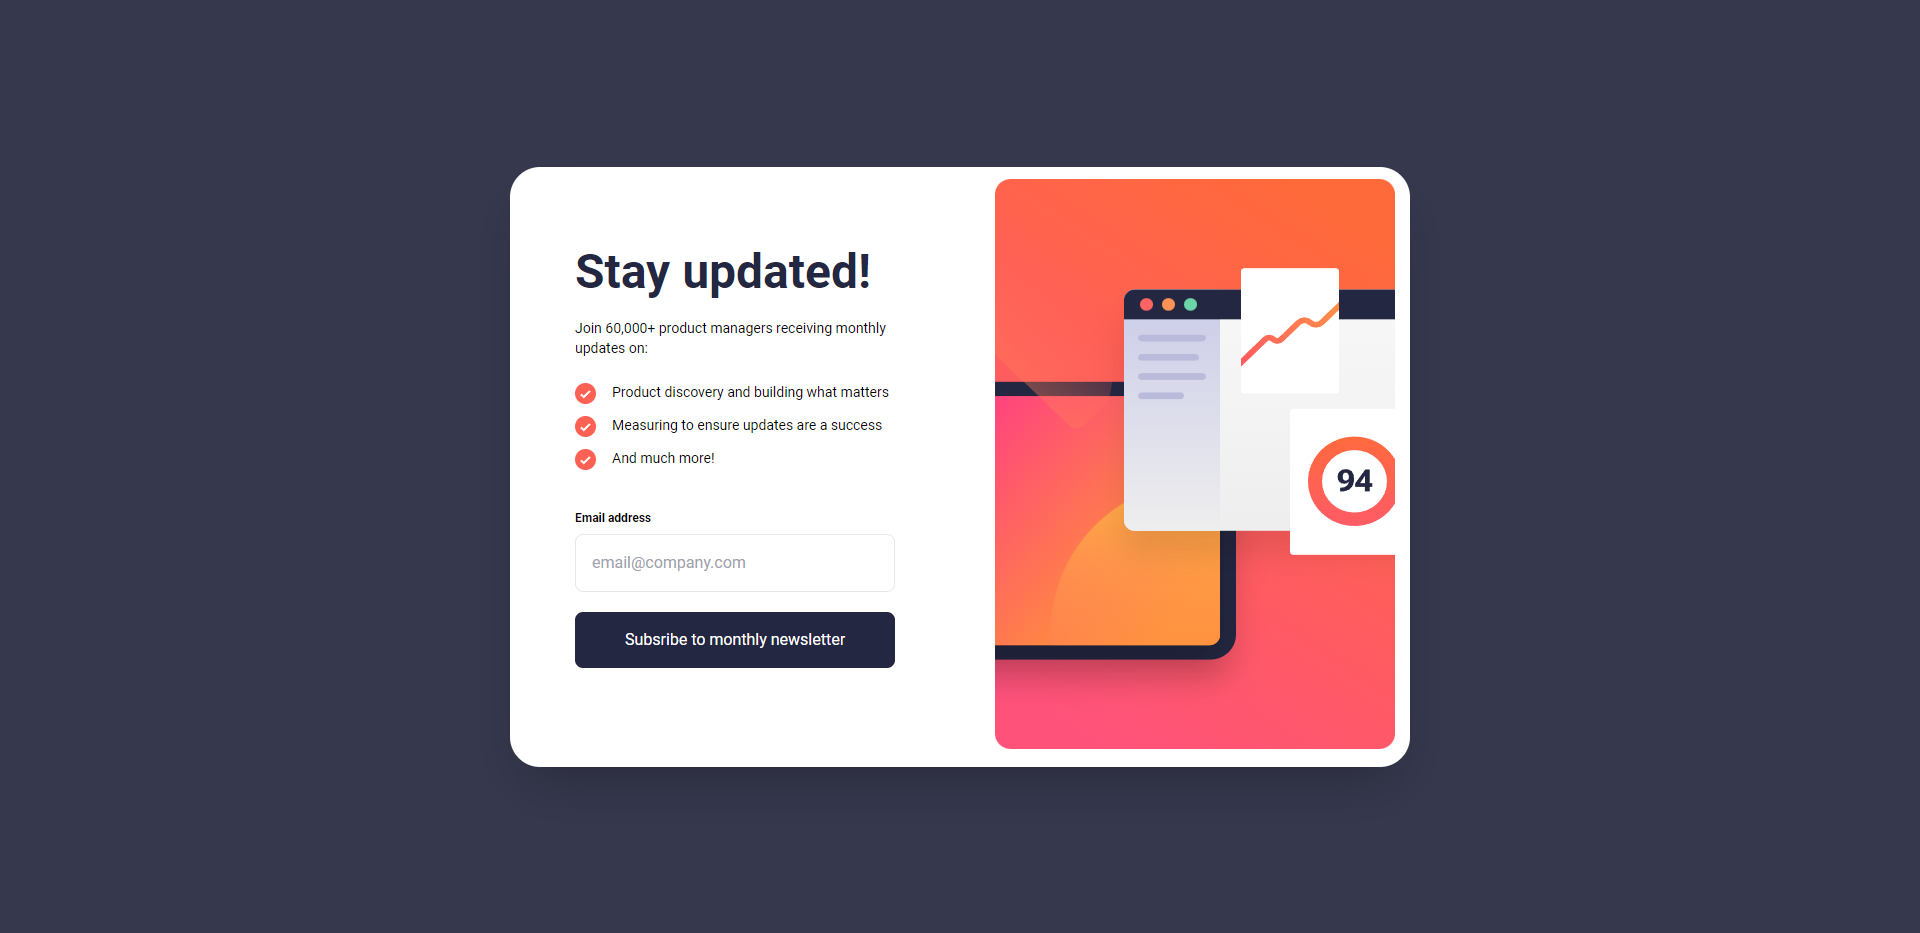 Stay updated!
Join 60,000+ product managers receiving monthly
updates on:
Product discovery and building what matters
Measuring to ensure updates are a success
And much more!
Email address
email@company.com
Subsribe to monthly newsletter
94